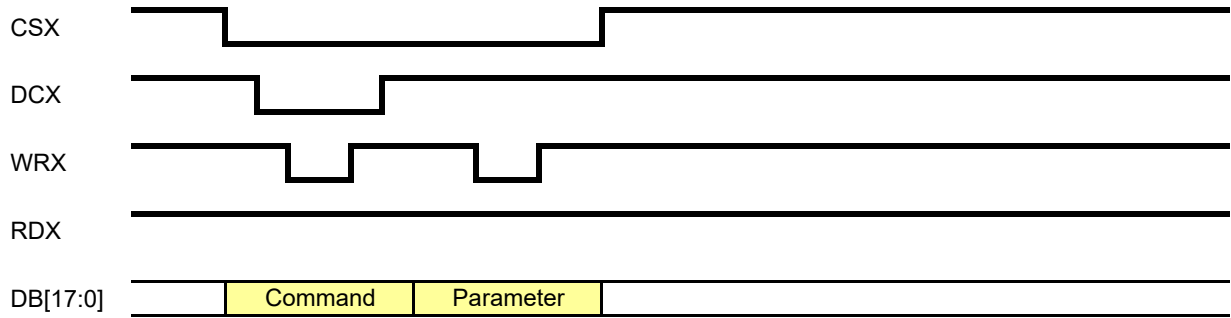 CSX
DCX
WRX
RDX
DB[17:0] Command Parameter